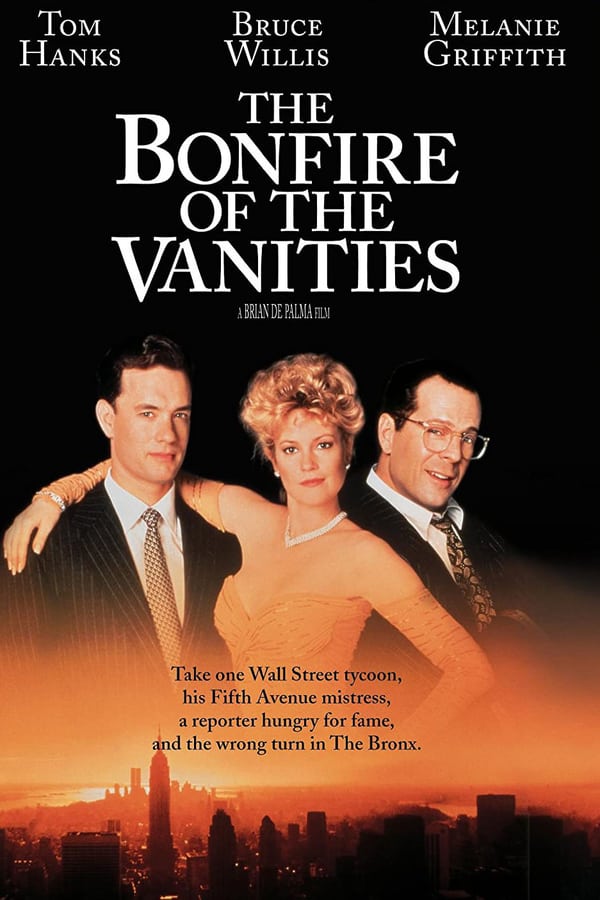 TOM HANKS
BRUCE WILLIS
MELANIE GRIFFITH
THE
BONFIRE
OF THE
VANITIES
A BRIAN DE PALMA FILM
Take one Wall Street tycoon,
his Fifth Avenue mistress,
a reporter hungry for fame,
and the wrong turn in The Bronx.